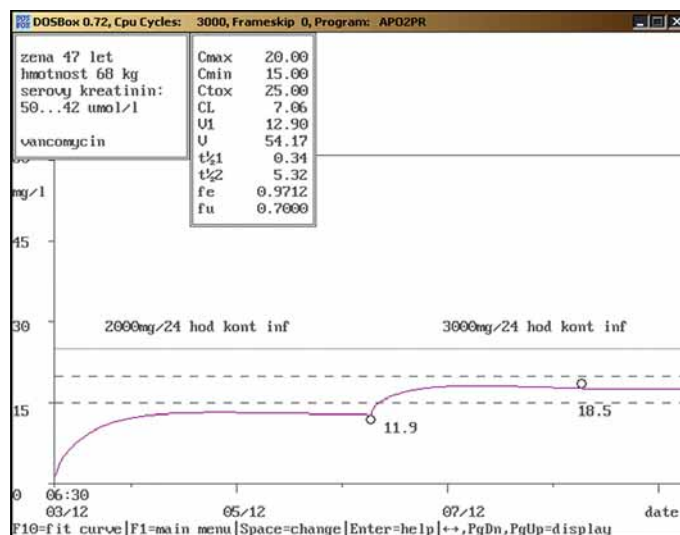 DOSBox 0.72, Cpu Cycles: 3000, Frameskip 0, Program: APO2PR
zena 47 let
hmotnost 68 kg
serovy kreatinin:
50...42 umol/l
vancomycin
Cmax 20.00
Cmin 15.00
Ctox 25.00
CL 7.06
V1 12.90
V 54.17
t½1 0.34
t½2 5.32
fe 0.9712
fu 0.7000
mg/l
45
30
2000mg/24 hod kont inf
3000mg/24 hod kont inf
15
11.9
18.5
0
06:30
03/12
05/12
07/12
date
F10=fit curve|F1=main menu|Space=change|Enter=help|↔,PgDn,PgUp=display